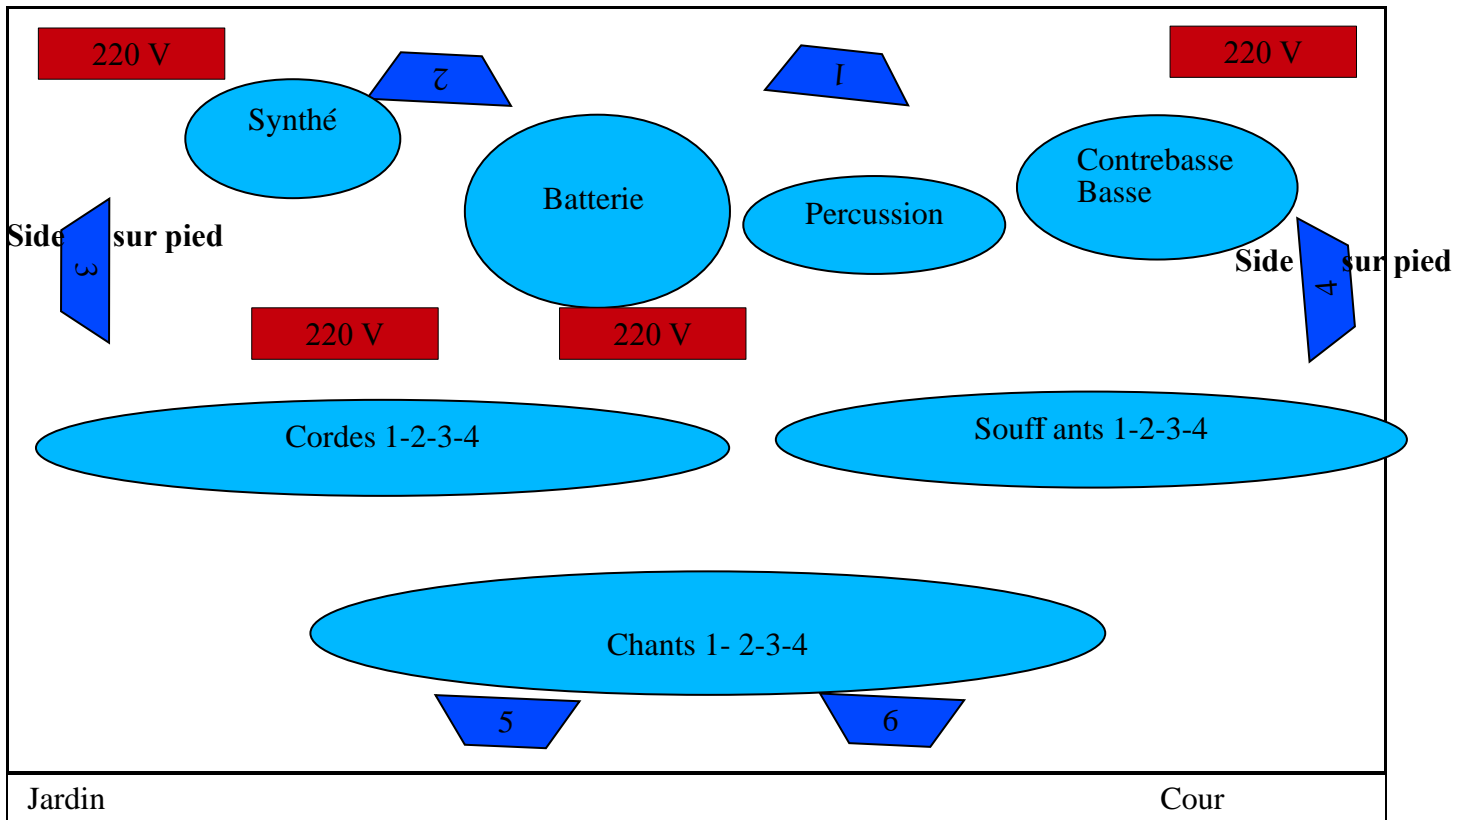 220 V
220 V
2
1
Synthé
Batterie
Contrebasse
Basse
Percussion
Side sur pied
3
Side sur pied
4
220 V
220 V
Cordes 1-2-3-4
Souff ants 1-2-3-4
Chants 1- 2-3-4
5
6
Jardin
Cour